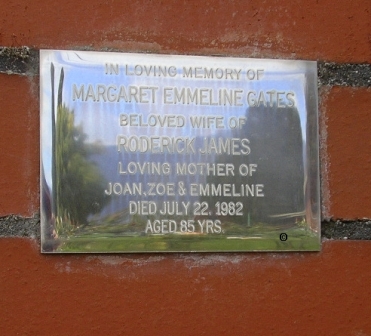 IN LOVING MEMORY OF
MARGARET EMMELINE GATES
BELOVED WIFE OF
RODERICK JAMES
LOVING MOTHER OF
JOAN, ZOE & EMMELINE
DIED JULY 22, 1982
AGED 85 YRS.